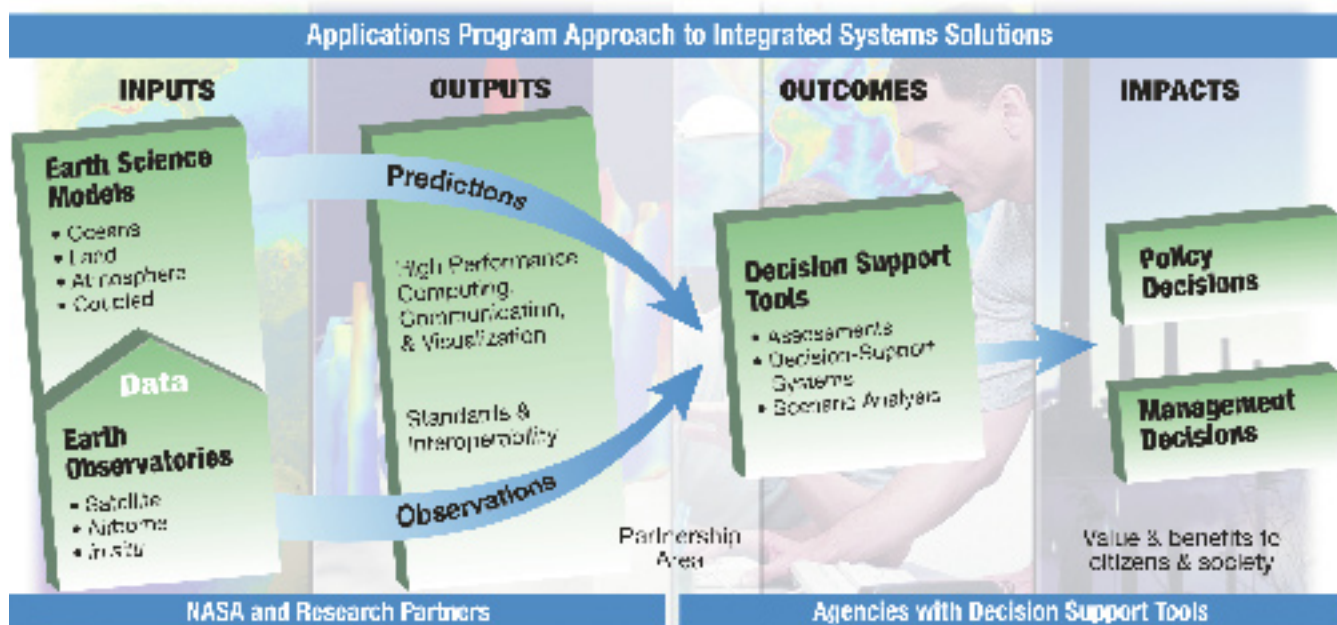 Applications Program Approach to Integrated Systems Solutions
INPUTS
Earth Science
Models
• Oceans
• Land
• Atmosphere
• Coupled
Data
Earth
Observatories
• Satellite
• Airborne
• In situ
OUTPUTS
Predictions
High Performance
Computing,
Communication,
& Visualization
Standards &
Interoperability
Observations
Partnership
Area
OUTCOMES
Decision Support
Tools
• Assessments
• Decision-Support
Systems
• Scenario Analysis
IMPACTS
Policy
Decisions
Management
Decisions
Value & benefits to
citizens & society
NASA and Research Partners
Agencies with Decision Support Tools